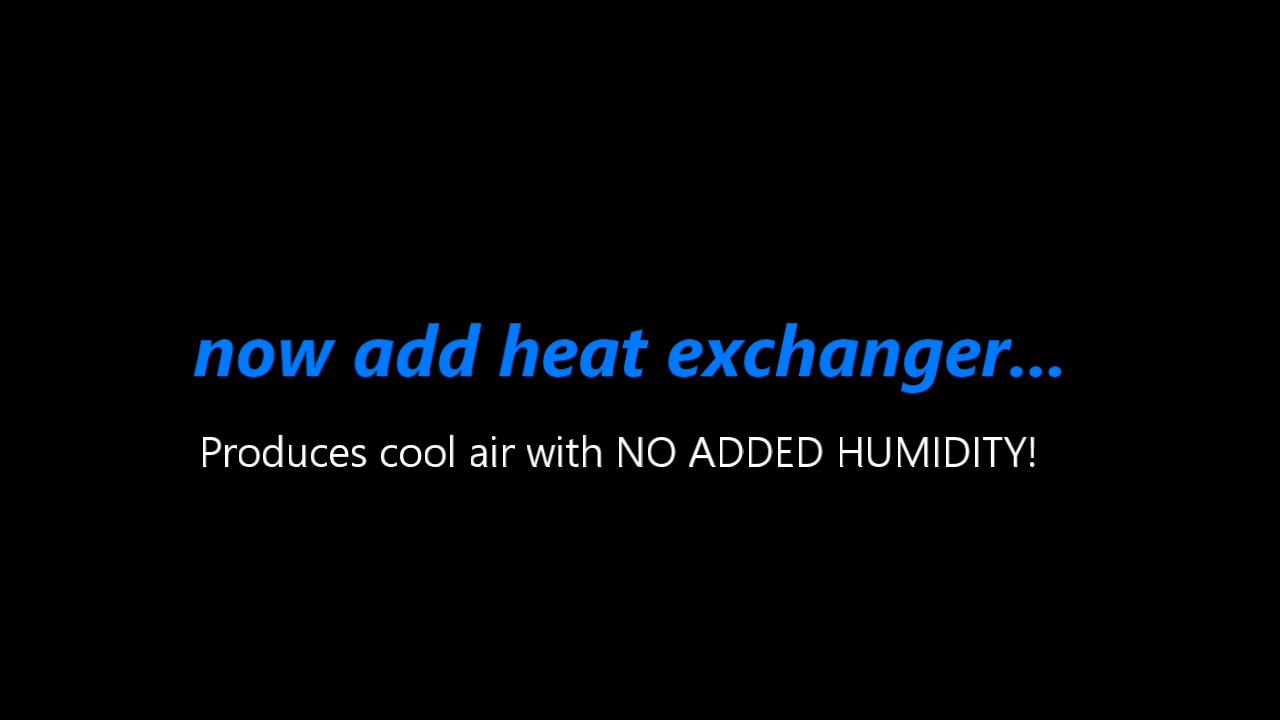 now add heat exchanger...
Produces cool air with NO ADDED HUMIDITY!